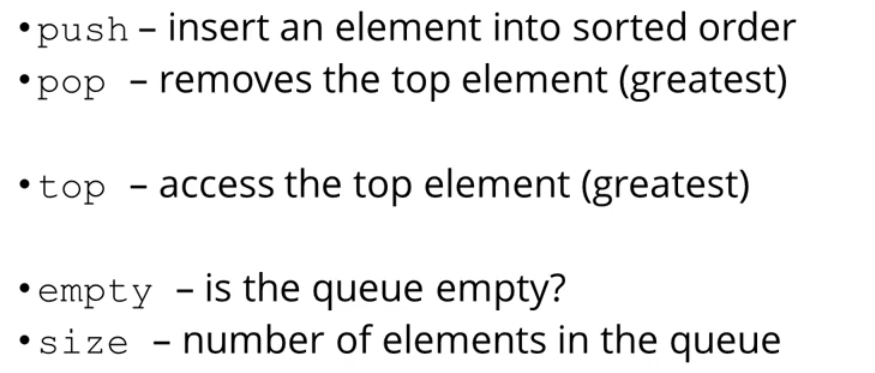 •push – insert an element into sorted order
•pop – removes the top element (greatest)
•top – access the top element (greatest)
•empty – is the queue empty?
•size – number of elements in the queue